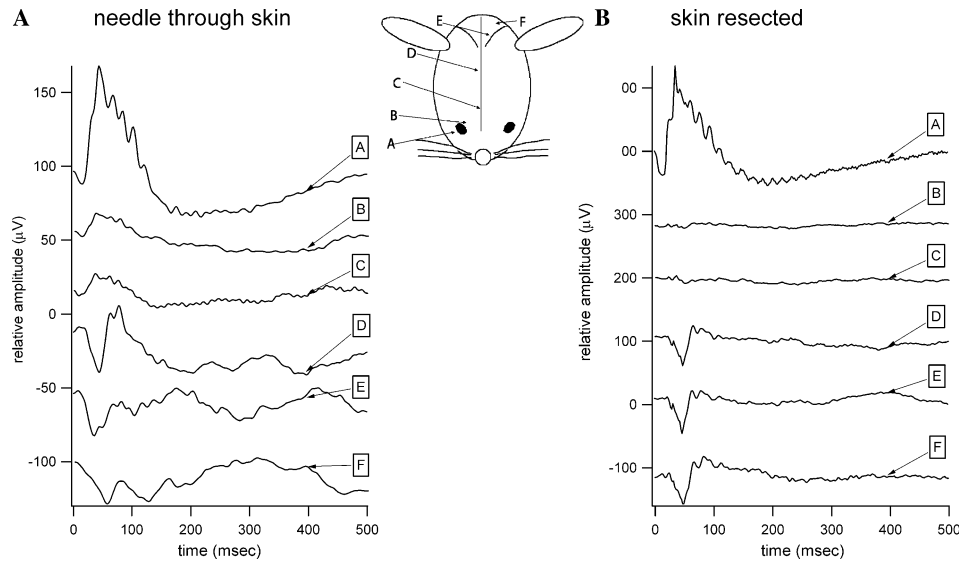 A needle through skin
150
100
50
0
-50
-100
relative amplitude (µV)
A
B
C
D
E
F
0 100 200 300 400 500
time (msec)
E F
D
C
B
A
B skin resected
00
00
300
200
100
0
-100
relative amplitude (µV)
A
B
C
D
E
F
0 100 200 300 400 500
time (msec)